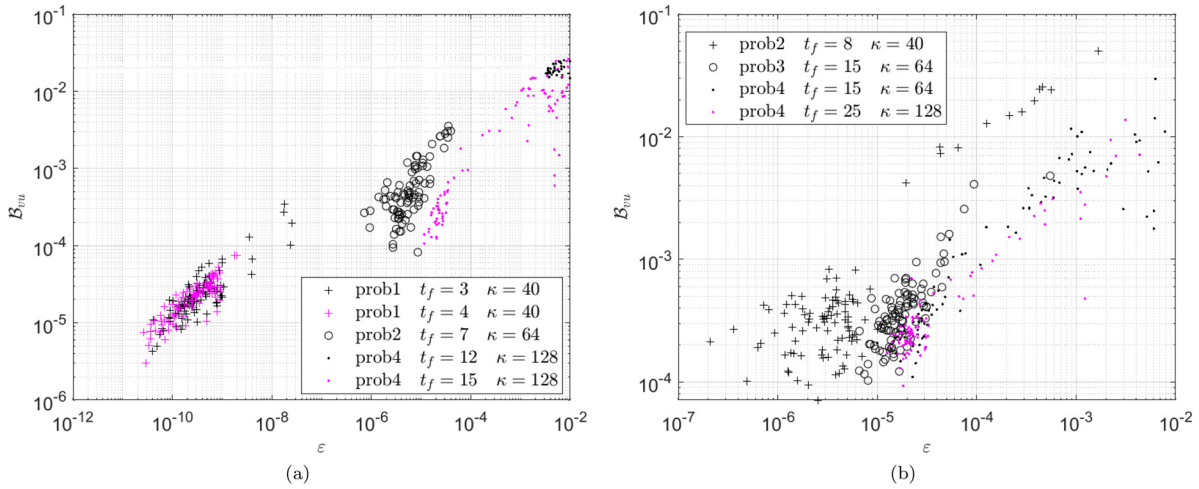 10^-1
10^-2
10^-3
10^-4
10^-5
10^-6
B_vu
10^-12
10^-10
10^-8
10^-6
10^-4
10^-2
ε
prob1 t_f = 3 κ = 40
prob1 t_f = 4 κ = 40
prob2 t_f = 7 κ = 64
prob4 t_f = 12 κ = 128
prob4 t_f = 15 κ = 128
(a)
10^-1
10^-2
10^-3
10^-4
B_vu
prob2 t_f = 8 κ = 40
prob3 t_f = 15 κ = 64
prob4 t_f = 15 κ = 64
prob4 t_f = 25 κ = 128
10^-7
10^-6
10^-5
10^-4
10^-3
10^-2
ε
(b)